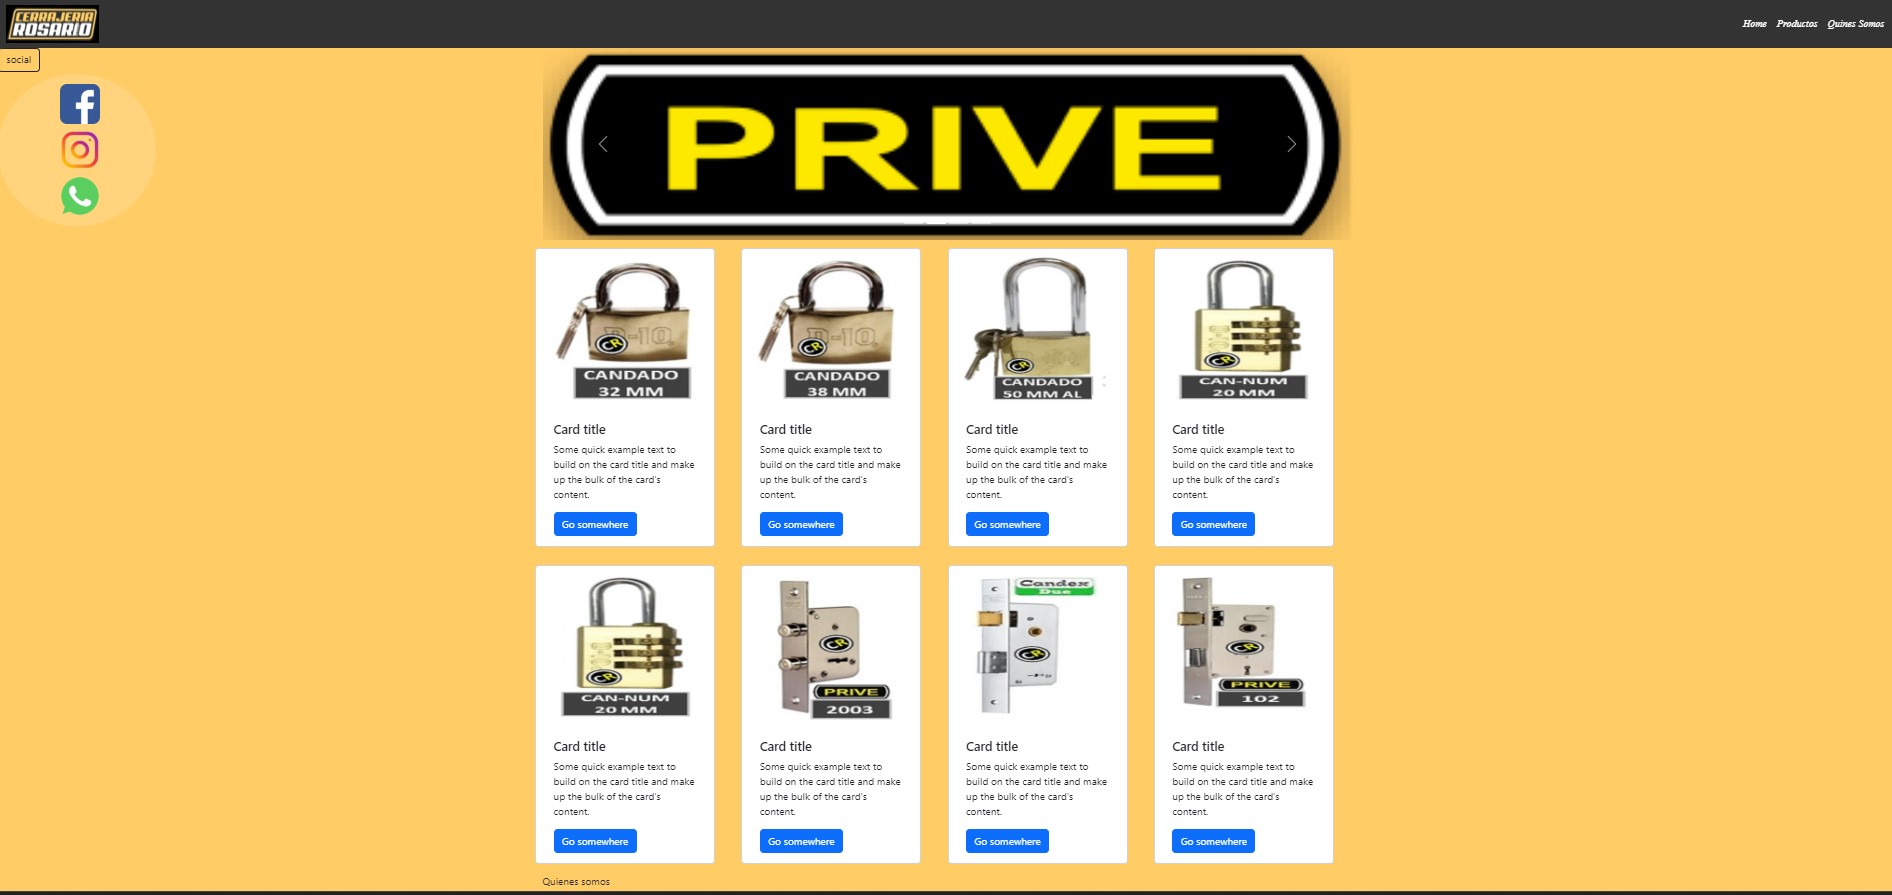 CERRAJERIA
ROSARIO
Home Productos Quines Somos
social
PRIVE
D-10
CR
CANDADO
32 MM
D-10
CR
CANDADO
38 MM
CR
CANDADO
50 MM AL
CR
CAN-NUM
20 MM
Card title
Some quick example text to
build on the card title and make
up the bulk of the card's
content.
Go somewhere
Card title
Some quick example text to
build on the card title and make
up the bulk of the card's
content.
Go somewhere
Card title
Some quick example text to
build on the card title and make
up the bulk of the card's
content.
Go somewhere
Card title
Some quick example text to
build on the card title and make
up the bulk of the card's
content.
Go somewhere
CR
CAN-NUM
20 MM
CR
PRIVE
2003
Candex
Duo
CR
CR
PRIVE
102
Card title
Some quick example text to
build on the card title and make
up the bulk of the card's
content.
Go somewhere
Card title
Some quick example text to
build on the card title and make
up the bulk of the card's
content.
Go somewhere
Card title
Some quick example text to
build on the card title and make
up the bulk of the card's
content.
Go somewhere
Card title
Some quick example text to
build on the card title and make
up the bulk of the card's
content.
Go somewhere
Quienes somos